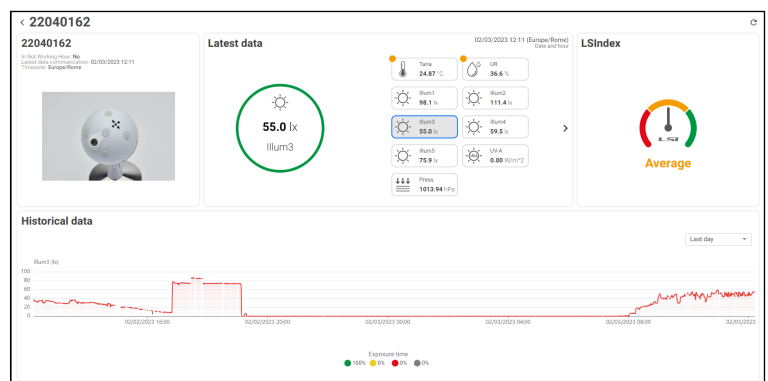 < 22040162
22040162
In Not Working Hour: No
Latest data communication: 02/03/2023 12:11
Timezone: Europe/Rome
Latest data
02/03/2023 12:11 (Europe/Rome)
Date and hour
55.0 lx
Illum3
Taria
24.87 °C
UR
36.6 %
Illum1
98.1 lx
Illum2
111.4 lx
Illum3
55.0 lx
Illum4
59.5 lx
Illum5
75.9 lx
UV-A
0.00 W/m^2
Press
1013.94 hPa
>
LSIndex
LSI
Average
Historical data
Last day
Illum3 (lx)
100
80
60
40
20
0
02/02/2023 16:00
02/02/2023 20:00
02/03/2023 00:00
02/03/2023 04:00
02/03/2023 08:00
02/03/2023
Exposure time
100% 0% 0% 0%